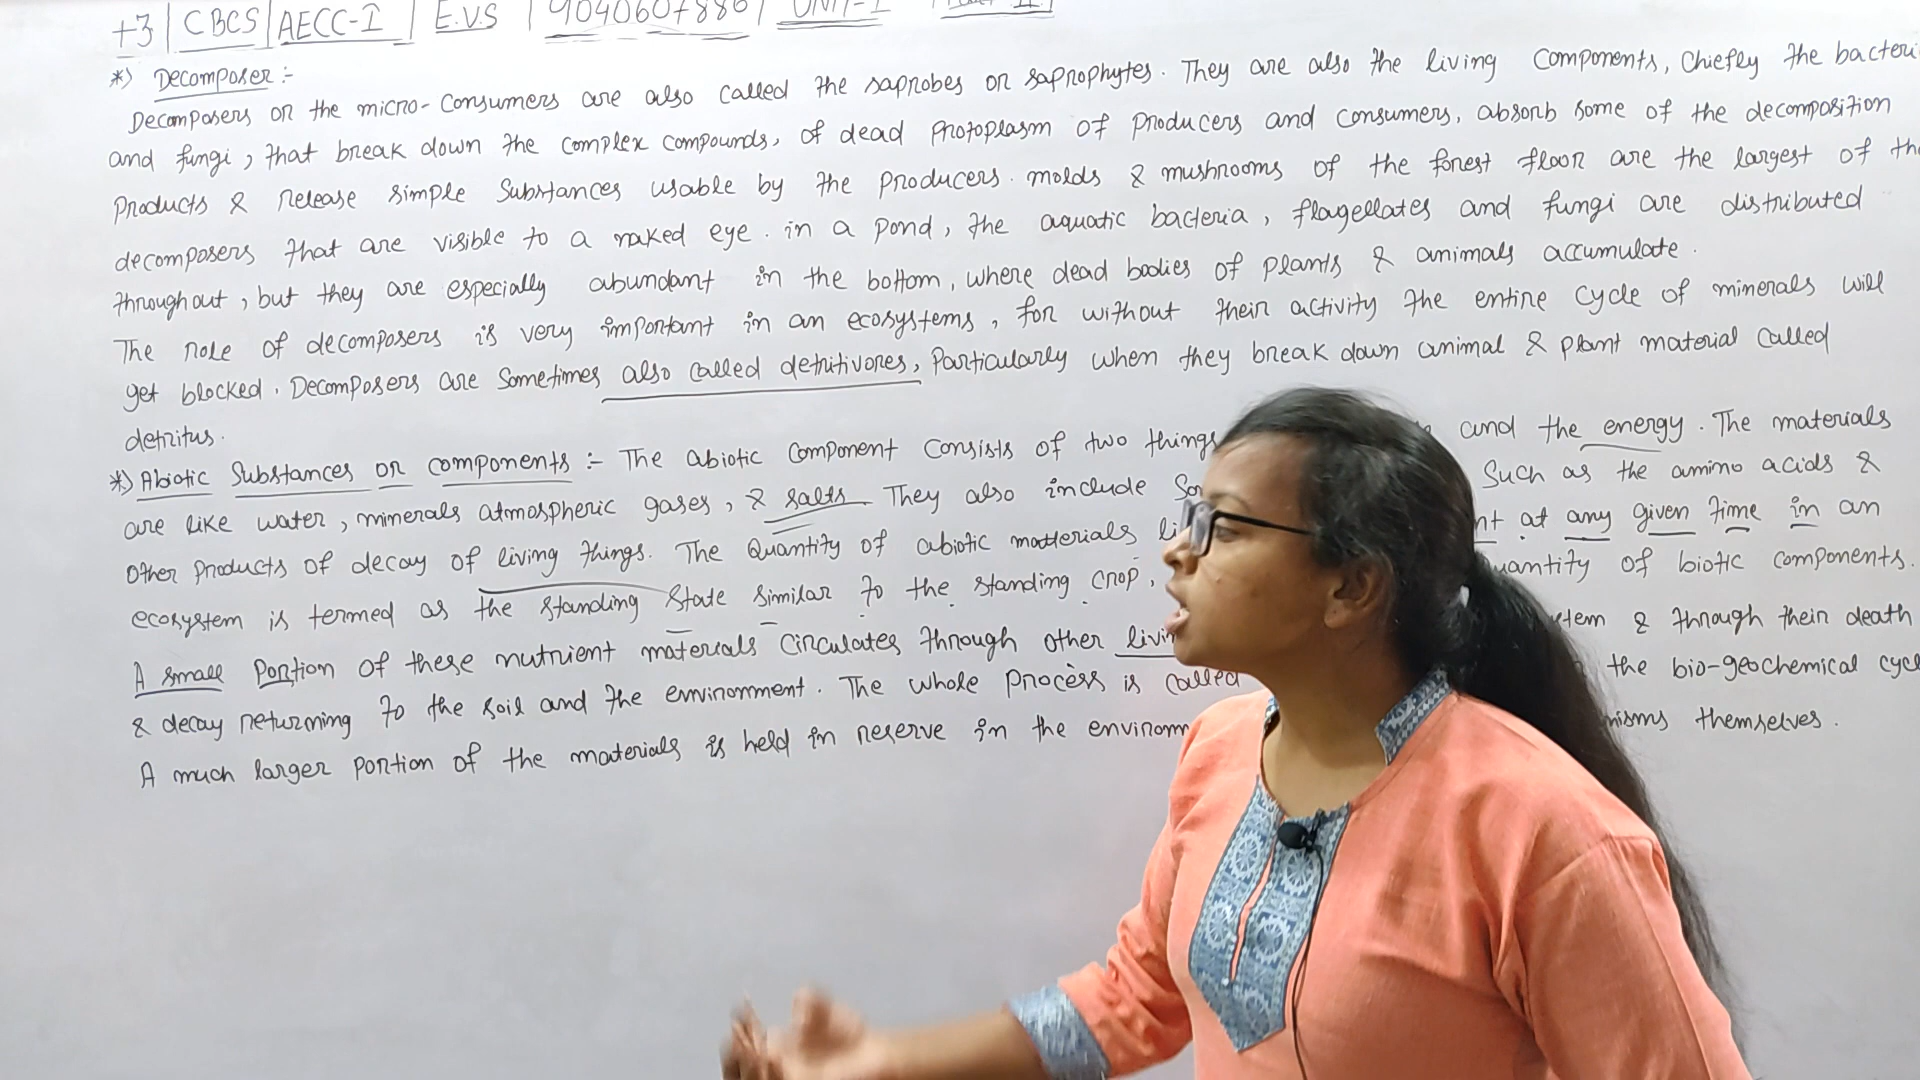 +3 | CBCS | AECC-I | E.V.S | 9040607886 | UNIT-I
*) Decomposer :-
Decomposers or the micro-consumers are also called the saprobes or saprophytes. They are also the living components, chiefly the bacteri
and fungi, that break down the complex compounds, of dead protoplasm of producers and consumers, absorb some of the decomposition
products & release simple substances usable by the producers. molds & mushrooms of the forest floor are the largest of the
decomposers that are visible to a naked eye. in a pond, the aquatic bacteria, flagellates and fungi are distributed
throughout, but they are especially abundant in the bottom, where dead bodies of plants & animals accumulate.
The role of decomposers is very important in an ecosystems, for without their activity the entire cycle of minerals will
get blocked. Decomposers are sometimes also called detritivores, particularly when they break down animal & plant material called
detritus.
*) Abiotic Substances or components :- The abiotic component consists of two things and the energy. The materials
are like water, minerals atmospheric gases, & salts They also include such as the amino acids &
Other products of decay of living things. The Quantity of abiotic matterials at any given time in an
ecosystem is termed as the standing state similar to the standing crop, quantity of biotic components.
A small portion of these nutrient materials circulates through other & through their death
& decay returning to the soil and the environment. The whole process is called the bio-geochemical cycl
A much larger portion of the materials is held in reserve in the environm themselves.